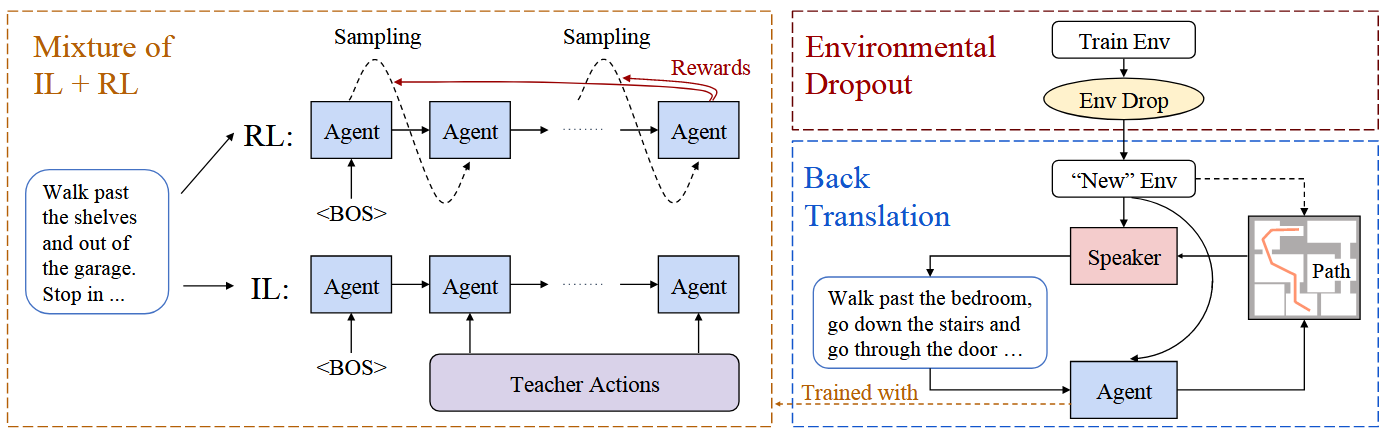 Mixture of
IL + RL
Sampling
Sampling
Rewards
RL:
Agent
Agent
........
Agent
<BOS>
Walk past
the shelves
and out of
the garage.
Stop in ...
IL:
Agent
Agent
........
Agent
<BOS>
Teacher Actions
Environmental
Dropout
Train Env
Env Drop
Back
Translation
“New” Env
Speaker
Path
Walk past the bedroom,
go down the stairs and
go through the door ...
Agent
Trained with